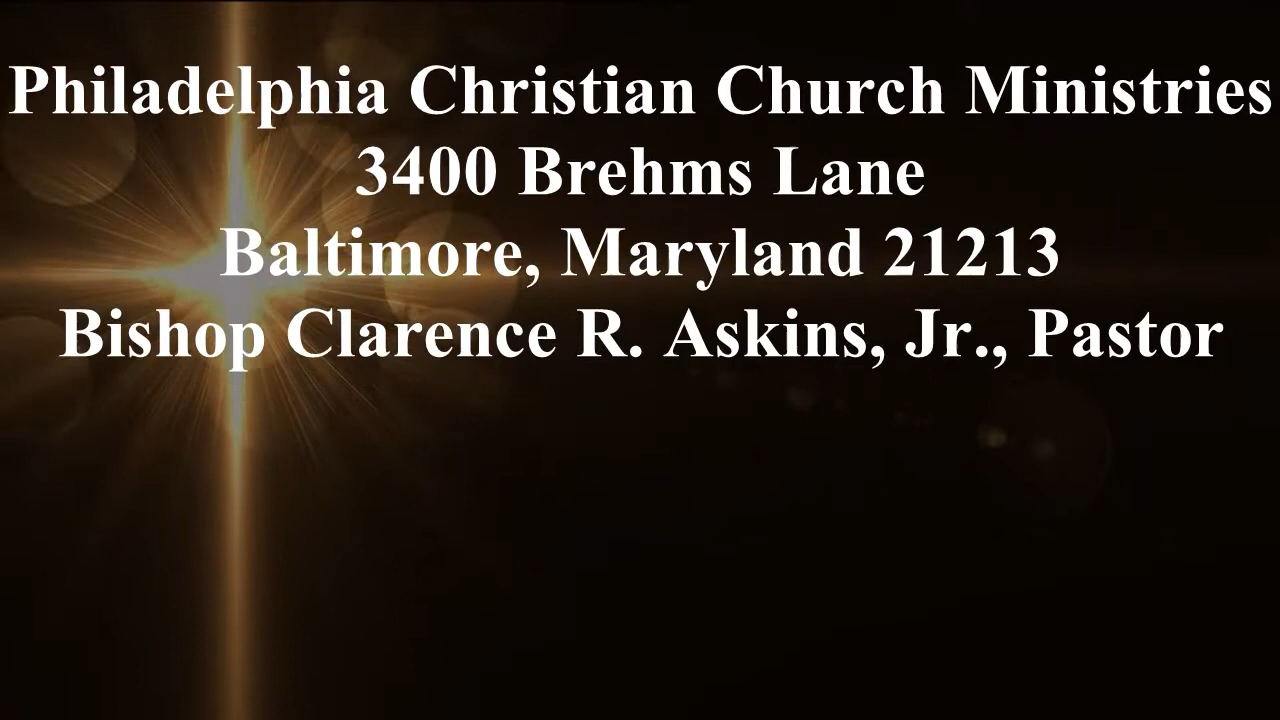 Philadelphia Christian Church Ministries
3400 Brehms Lane
Baltimore, Maryland 21213
Bishop Clarence R. Askins, Jr., Pastor